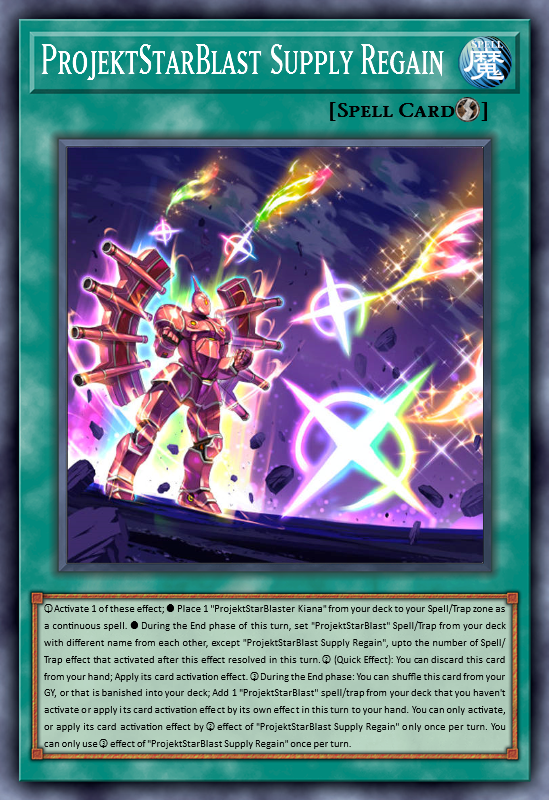 ProjektStarBlast Supply Regain
SPELL
魔
[Spell Card]
① Activate 1 of these effect; ● Place 1 "ProjektStarBlaster Kiana" from your deck to your Spell/Trap zone as
a continuous spell. ● During the End phase of this turn, set "ProjektStarBlast" Spell/Trap from your deck
with different name from each other, except "ProjektStarBlast Supply Regain", upto the number of Spell/
Trap effect that activated after this effect resolved in this turn. ② (Quick Effect): You can discard this card
from your hand; Apply its card activation effect. ③ During the End phase: You can shuffle this card from your
GY, or that is banished into your deck; Add 1 "ProjektStarBlast" spell/trap from your deck that you haven't
activate or apply its card activation effect by its own effect in this turn to your hand. You can only activate,
or apply its card activation effect by ② effect of "ProjektStarBlast Supply Regain" only once per turn. You
can only use ③ effect of "ProjektStarBlast Supply Regain" once per turn.